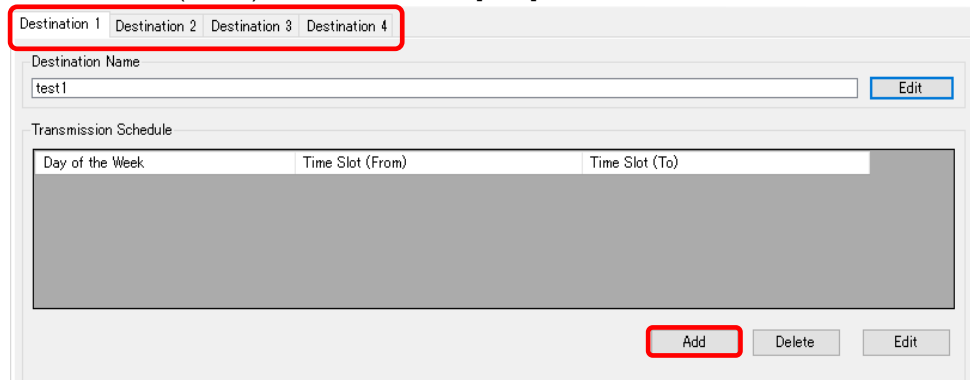 Destination 1 Destination 2 Destination 3 Destination 4
Destination Name
test1 Edit
Transmission Schedule
Day of the Week Time Slot (From) Time Slot (To)
Add Delete Edit